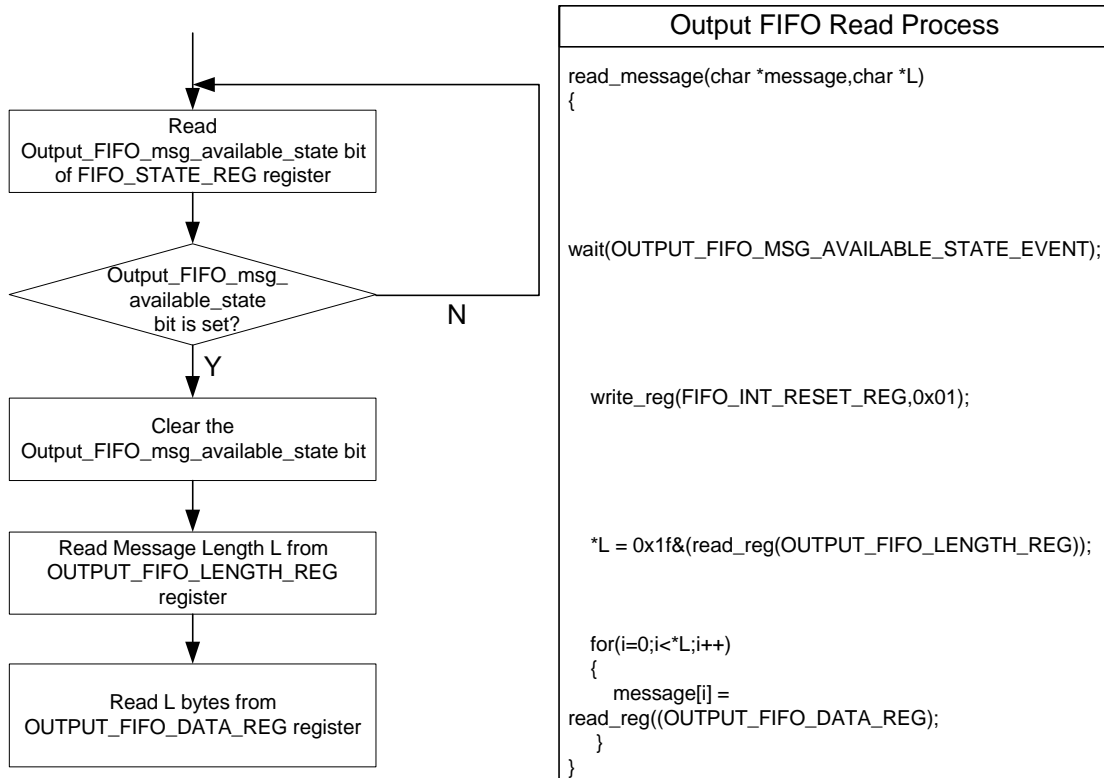 Read
Output_FIFO_msg_available_state bit
of FIFO_STATE_REG register
Output_FIFO_msg_
available_state
bit is set?
N
Y
Clear the
Output_FIFO_msg_available_state bit
Read Message Length L from
OUTPUT_FIFO_LENGTH_REG
register
Read L bytes from
OUTPUT_FIFO_DATA_REG register
Output FIFO Read Process
read_message(char *message,char *L)
{
wait(OUTPUT_FIFO_MSG_AVAILABLE_STATE_EVENT);
write_reg(FIFO_INT_RESET_REG,0x01);
*L = 0x1f&(read_reg(OUTPUT_FIFO_LENGTH_REG));
for(i=0;i<*L;i++)
{
message[i] =
read_reg((OUTPUT_FIFO_DATA_REG);
}
}